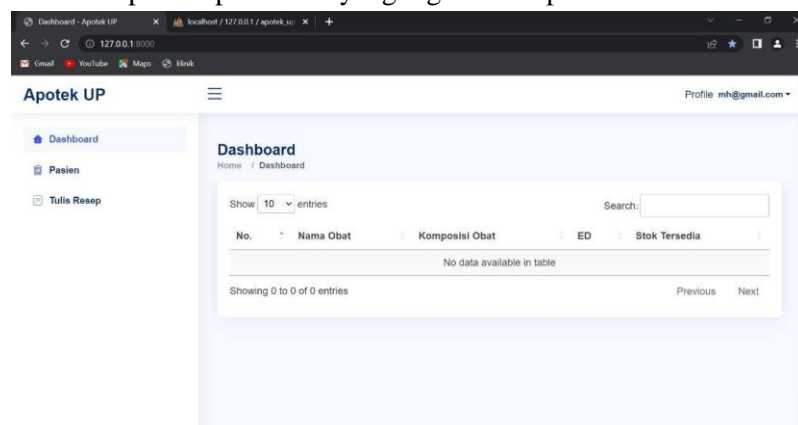 Dashboard - Apotek UP
localhost / 127.0.0.1 / apotek_up
127.0.0.1:8000
Gmail YouTube Maps klinik
Apotek UP
Profile mh@gmail.com
Dashboard
Pasien
Tulis Resep
Dashboard
Home / Dashboard
Show 10 entries
Search:
No. Nama Obat Komposisi Obat ED Stok Tersedia
No data available in table
Showing 0 to 0 of 0 entries
Previous Next